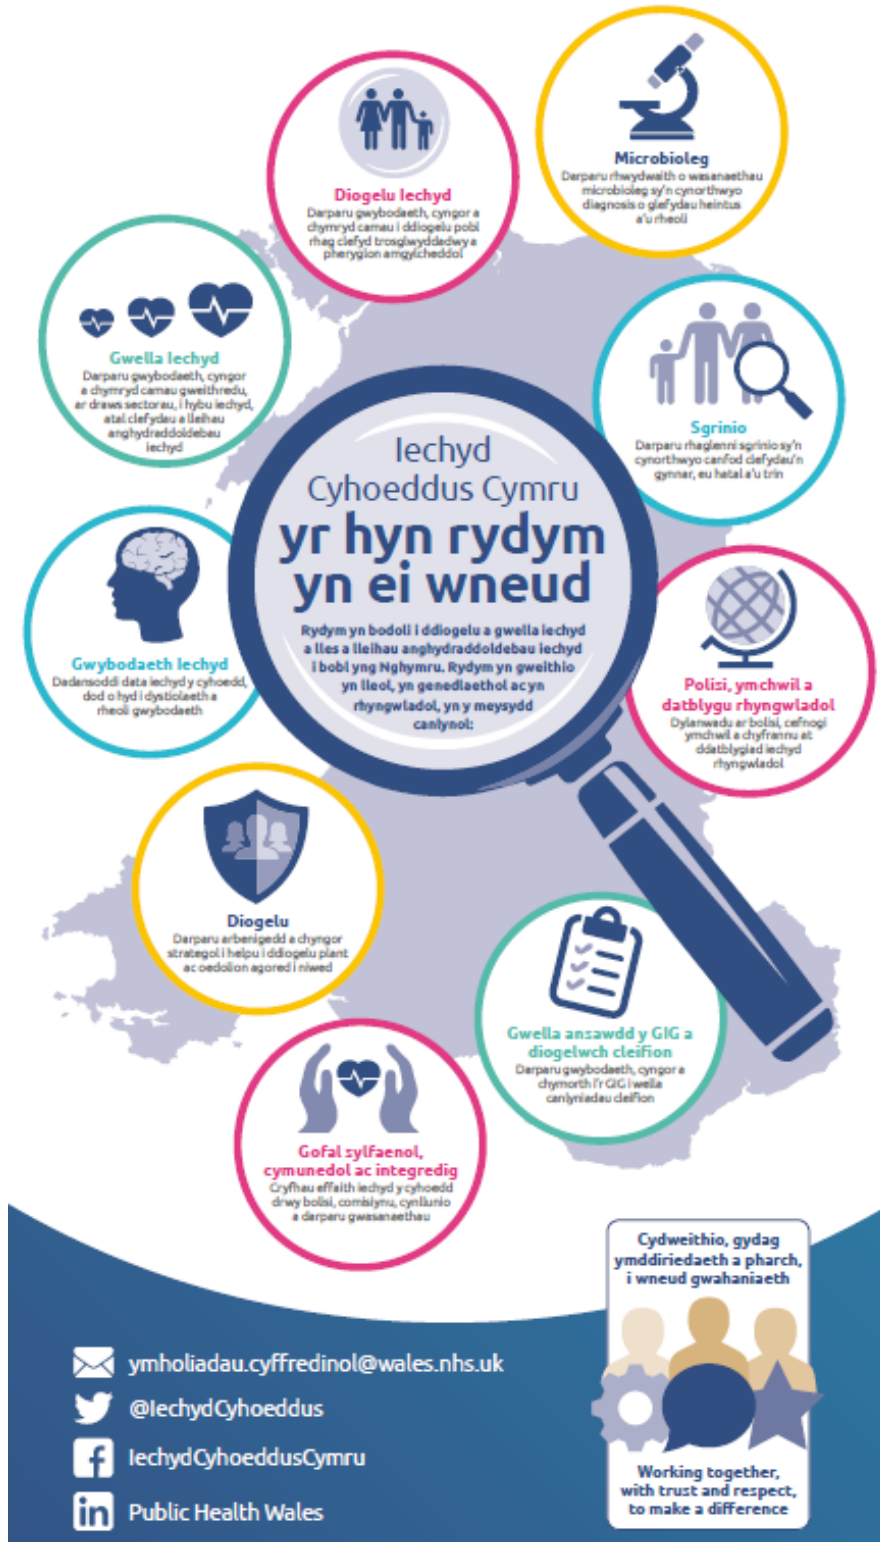 Microbioleg
Darparu rhwydwaith o wasanaethau
microbioleg sy'n cynorthwyo
diagnosis o glefydau heintus
a'u rheoli
Diogelu Iechyd
Darparu gwybodaeth, cyngor a
chymryd camau i ddiogelu pobl
rhag clefyd trosglwyddadwy a
pheryglon amgylcheddol
Gwella Iechyd
Darparu gwybodaeth, cyngor
a chymryd camau gweithredu,
ar draws sectorau, i hybu iechyd,
atal clefydau a lleihau
anghydraddoldebau
iechyd
Sgrinio
Darparu rhaglenni sgrinio sy'n
cynorthwyo canfod clefydau'n
gynnar, eu hatal a'u trin
Iechyd
Cyhoeddus Cymru
yr hyn rydym
yn ei wneud
Rydym yn bodoli i ddiogelu a gwella iechyd
a lles a lleihau anghydraddoldebau iechyd
i bobl yng Nghymru. Rydym yn gweithio
yn lleol, yn genedlaethol ac yn
rhyngwladol, yn y meysydd
canlynol:
Gwybodaeth Iechyd
Dadansoddi data iechyd y cyhoedd,
dod o hyd i dystiolaeth a
rheoli gwybodaeth
Polisi, ymchwil a
datblygu rhyngwladol
Dylanwadu ar bolisi, cefnogi
ymchwil a chyfrannu at
ddatblygiad iechyd
rhyngwladol
Diogelu
Darparu arbenigedd a chyngor
strategol i helpu i ddiogelu plant
ac oedolion agored i niwed
Gwella ansawdd y GIG a
diogelwch cleifion
Darparu gwybodaeth, cyngor a
chymorth i'r GIG i wella
canlyniadau cleifion
Gofal sylfaenol,
cymunedol ac integredig
Cryfhau effaith iechyd y cyhoedd
drwy bolisi, comisiynu, cynllunio
a darparu gwasanaethau
Cydweithio, gydag
ymddiriedaeth a pharch,
i wneud gwahaniaeth
Working together,
with trust and respect,
to make a difference
ymholiadau.cyffredinol@wales.nhs.uk
@IechydCyhoeddus
IechydCyhoeddusCymru
Public Health Wales